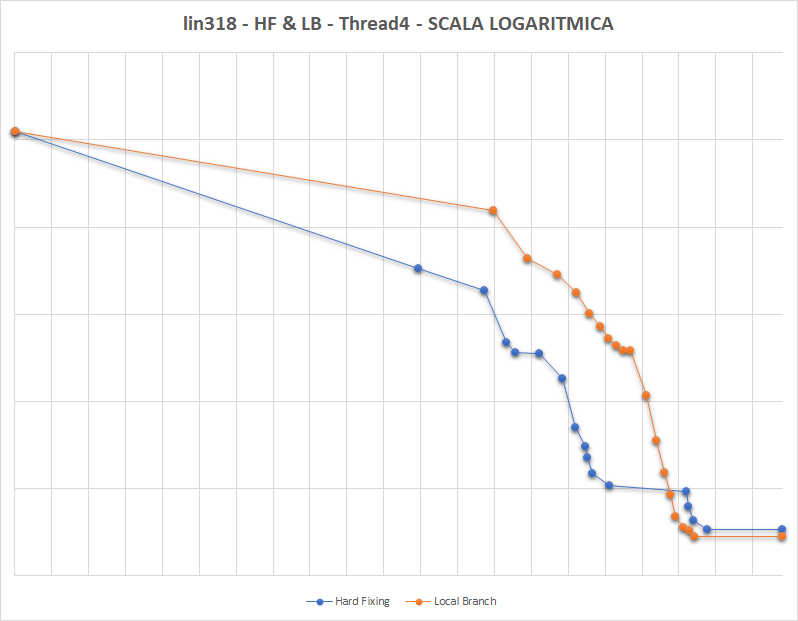 lin318 - HF & LB - Thread4 - SCALA LOGARITMICA
Hard Fixing
Local Branch